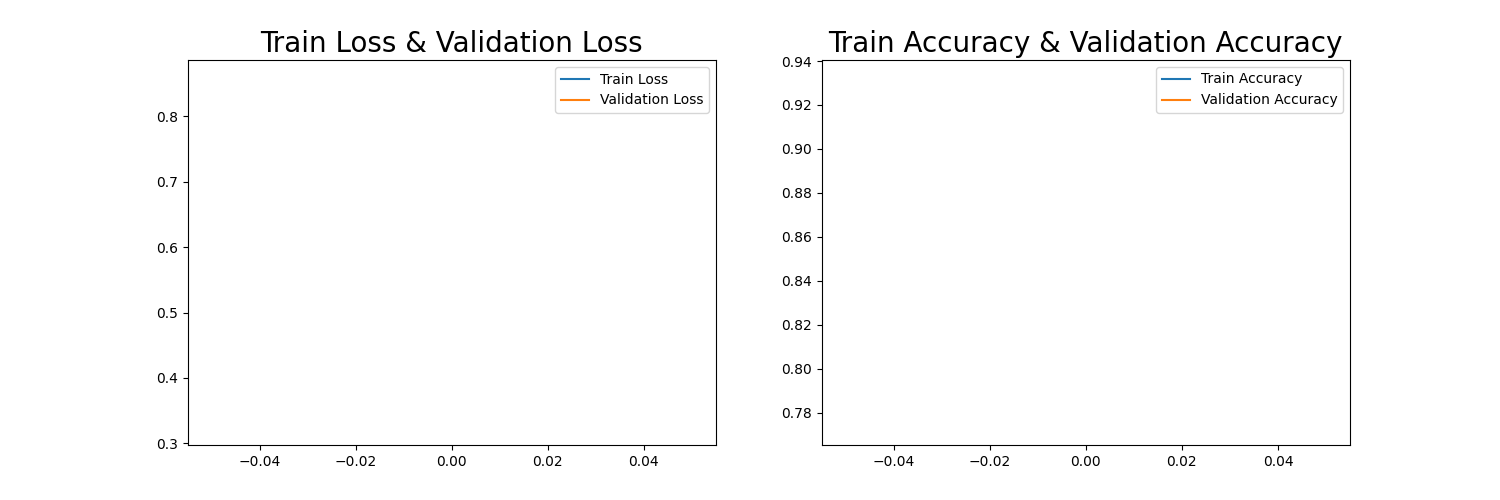 Train Loss & Validation Loss
Train Loss
Validation Loss
0.8
0.7
0.6
0.5
0.4
0.3
−0.04 −0.02 0.00 0.02 0.04
Train Accuracy & Validation Accuracy
Train Accuracy
Validation Accuracy
0.94
0.92
0.90
0.88
0.86
0.84
0.82
0.80
0.78
−0.04 −0.02 0.00 0.02 0.04